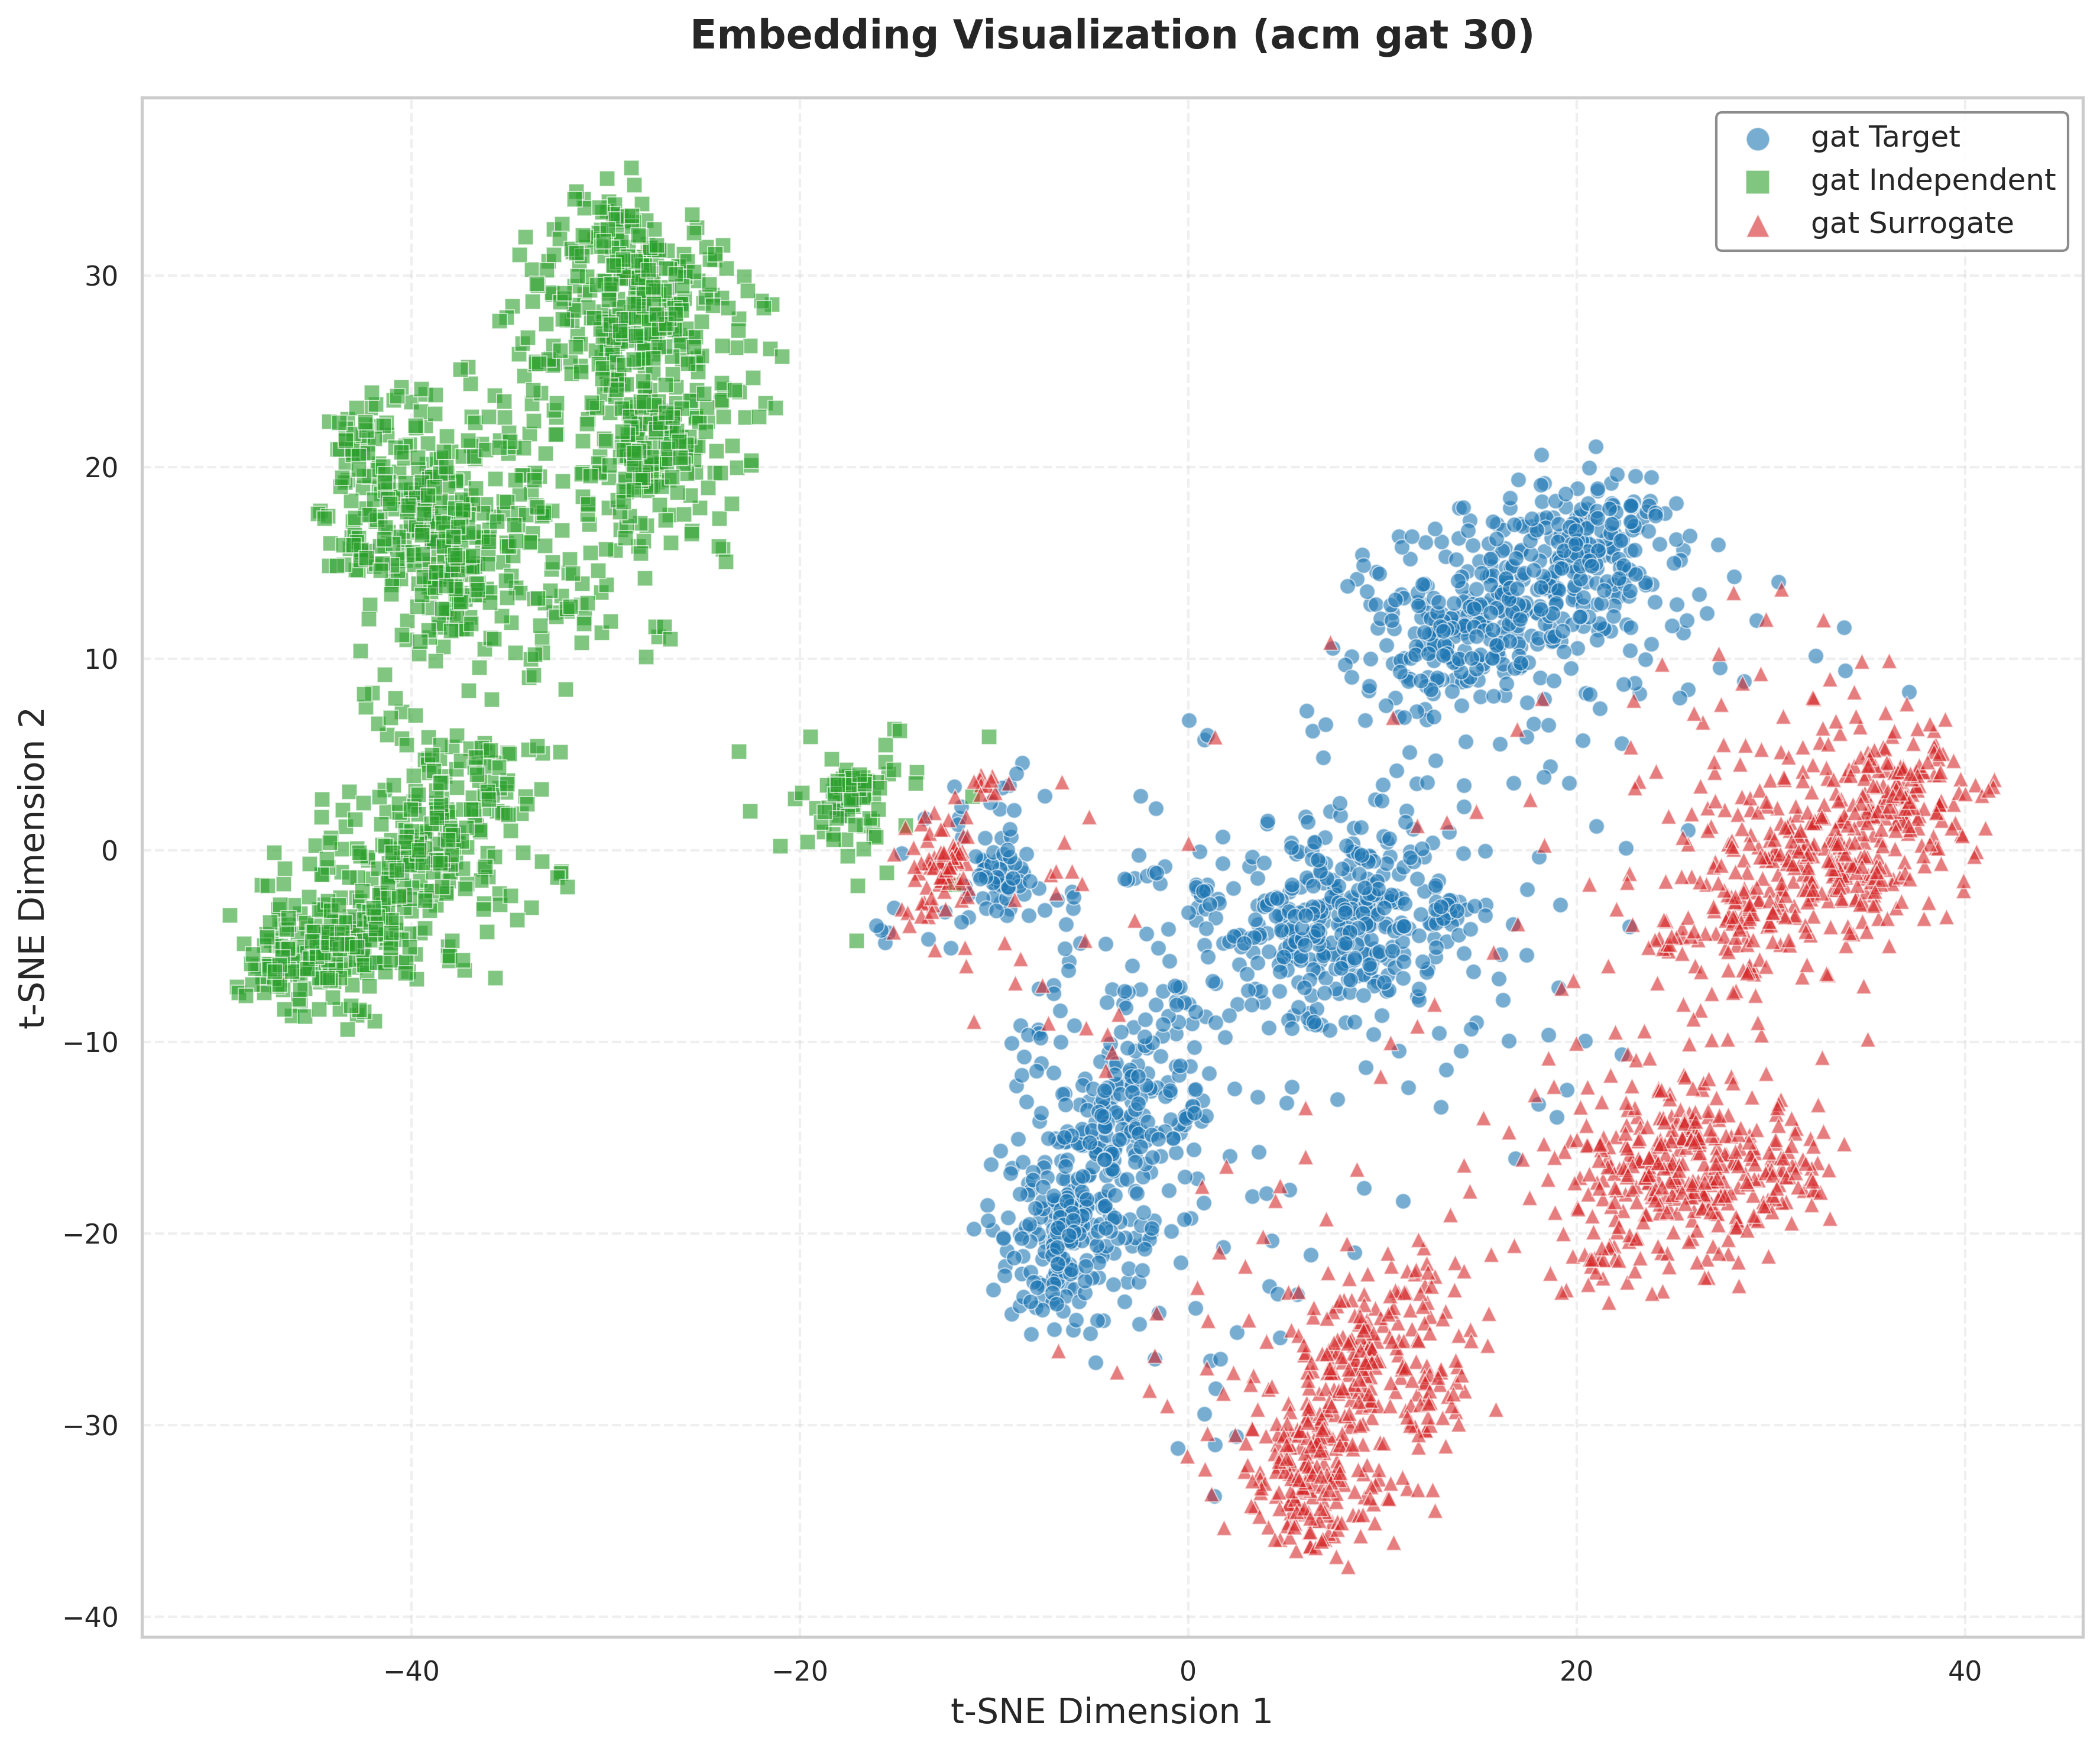 Embedding Visualization (acm gat 30)
gat Target
gat Independent
gat Surrogate
t-SNE Dimension 2
30
20
10
0
−10
−20
−30
−40
−40
−20
0
20
40
t-SNE Dimension 1